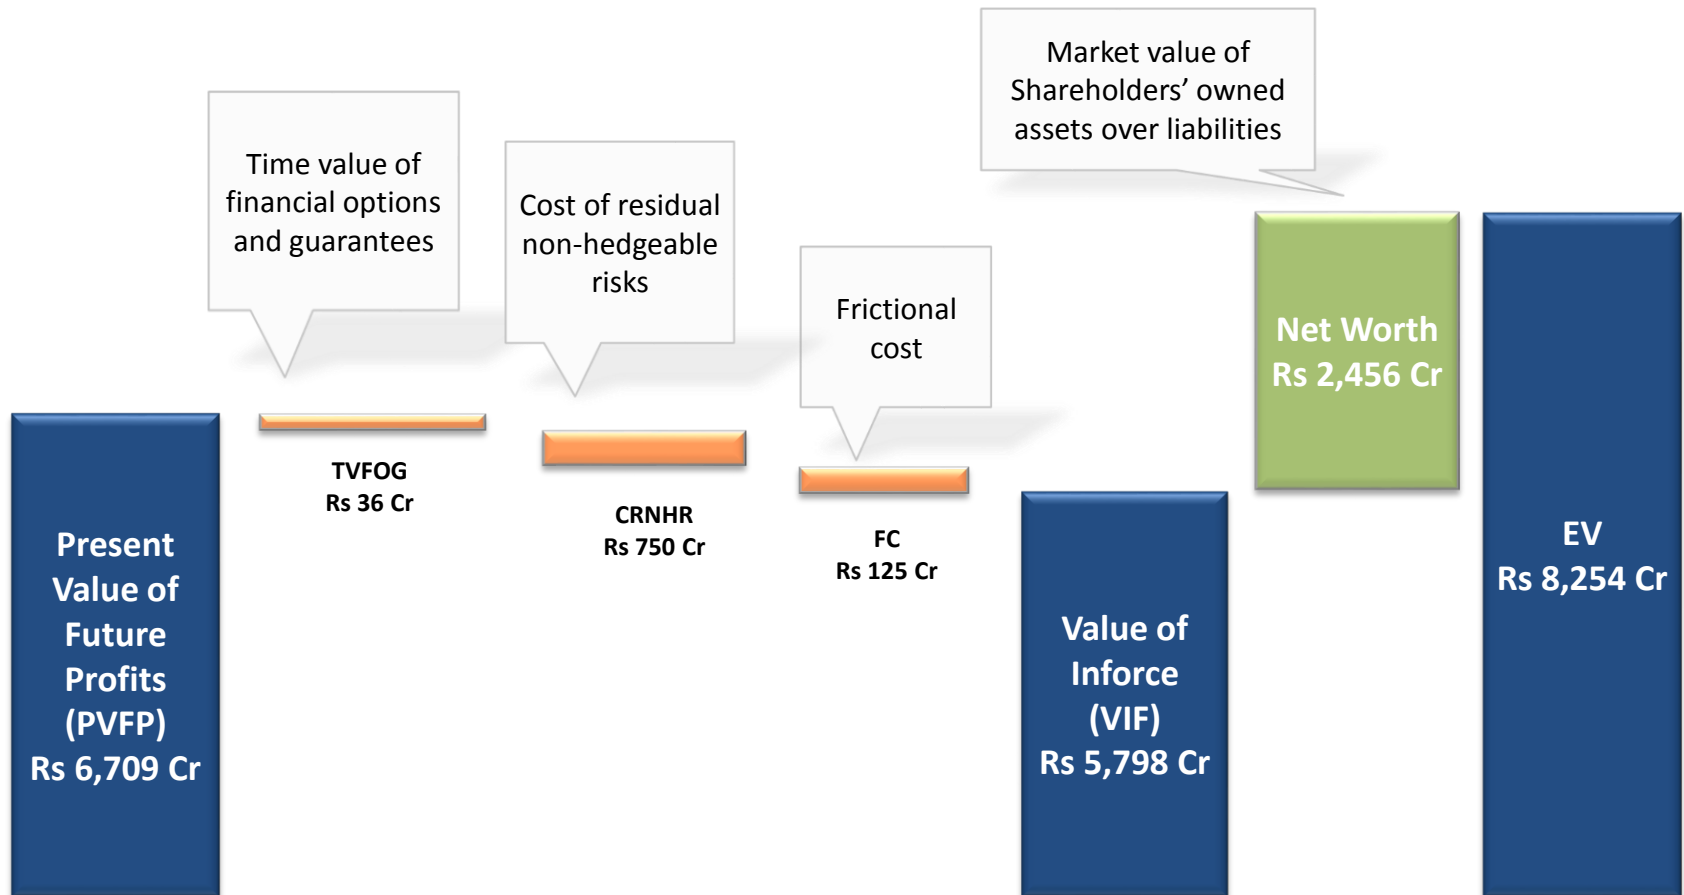 Time value of
financial options
and guarantees
Cost of residual
non-hedgeable
risks
Frictional
cost
Market value of
Shareholders’ owned
assets over liabilities
Present
Value of
Future
Profits
(PVFP)
Rs 6,709 Cr
TVFOG
Rs 36 Cr
CRNHR
Rs 750 Cr
FC
Rs 125 Cr
Value of
Inforce
(VIF)
Rs 5,798 Cr
Net Worth
Rs 2,456 Cr
EV
Rs 8,254 Cr